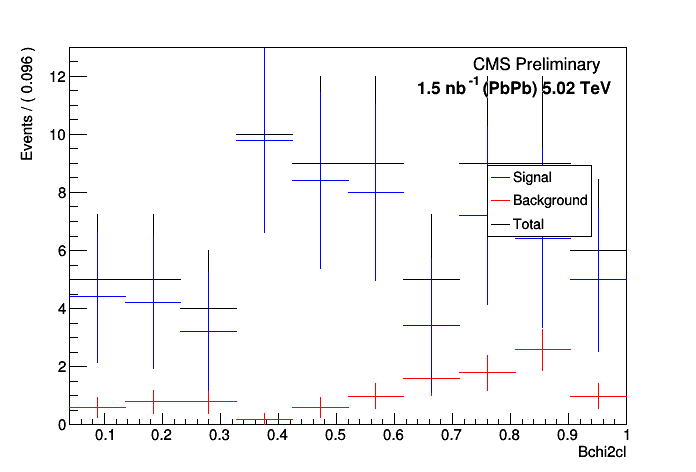 CMS Preliminary
1.5 nb-1 (PbPb) 5.02 TeV
Events / ( 0.096 )
12
10
8
6
4
2
0
Signal
Background
Total
0.1 0.2 0.3 0.4 0.5 0.6 0.7 0.8 0.9 1
Bchi2cl